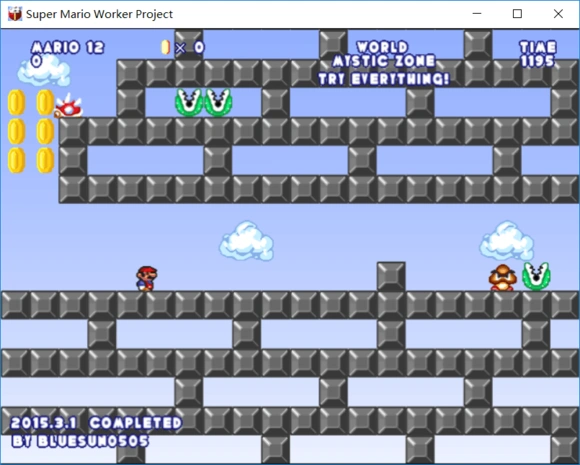 Super Mario Worker Project
MARIO 12
0
× 0
WORLD
MYSTIC ZONE
TRY EVERYTHING!
TIME
1195
2015.3.1 COMPLETED
BY BLUESUN0505